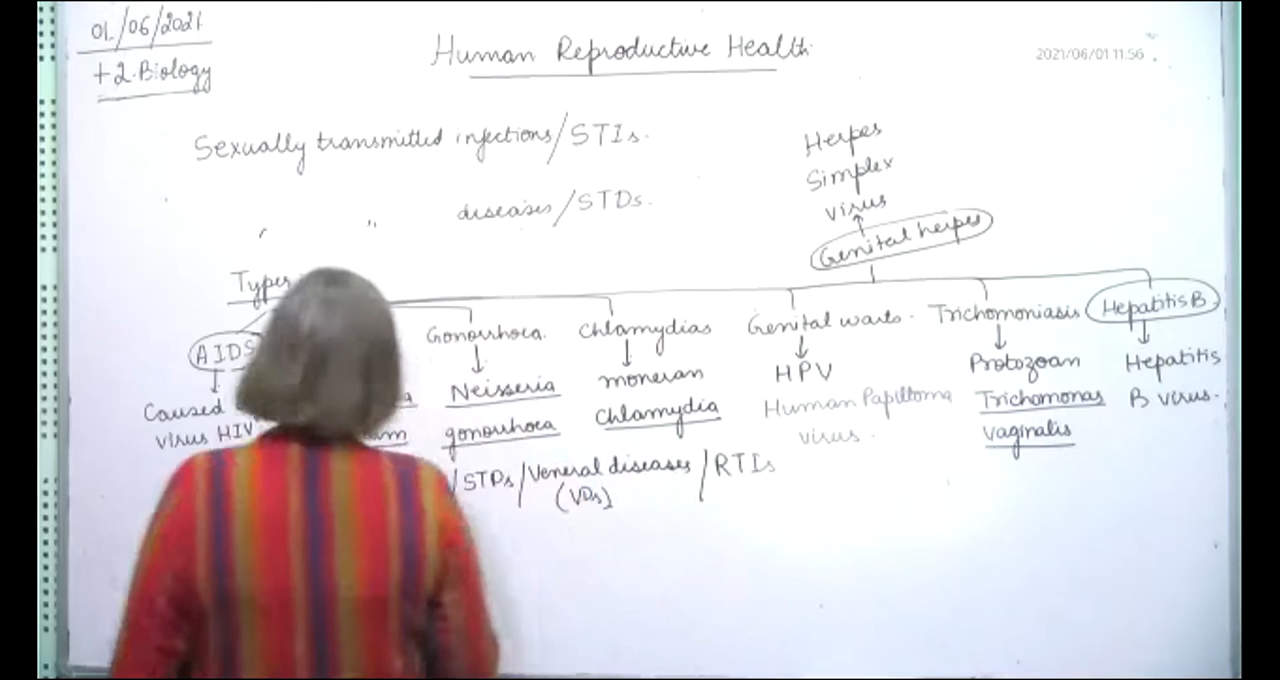 01/06/2021
+2 Biology
Human Reproductive Health
2021/06/01 11:56
Sexually transmitted infections/STIs.
" " diseases/STDs.
Herpes
Simplex
virus
Genital herpes
Types
AIDS
Gonorrhoea
Chlamydias
Genital warts
Trichomoniasis
Hepatitis B
Caused
virus HIV
Neisseria
gonorrhoea
moneran
Chlamydia
HPV
Human Papilloma
virus
Protozoan
Trichomonas
vaginalis
Hepatitis
B virus.
/STDs/Veneral diseases/RTIs
(VDs)